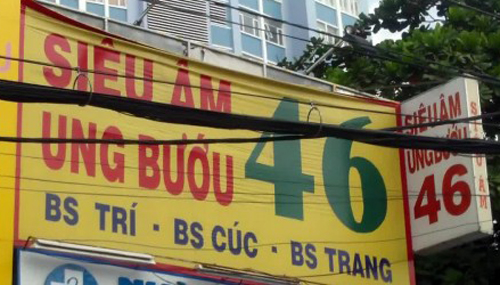 SIÊU ÂM
UNG BƯỚU
46
BS TRÍ - BS CÚC - BS TRANG
SIÊU ÂM
UNG BƯỚU
46